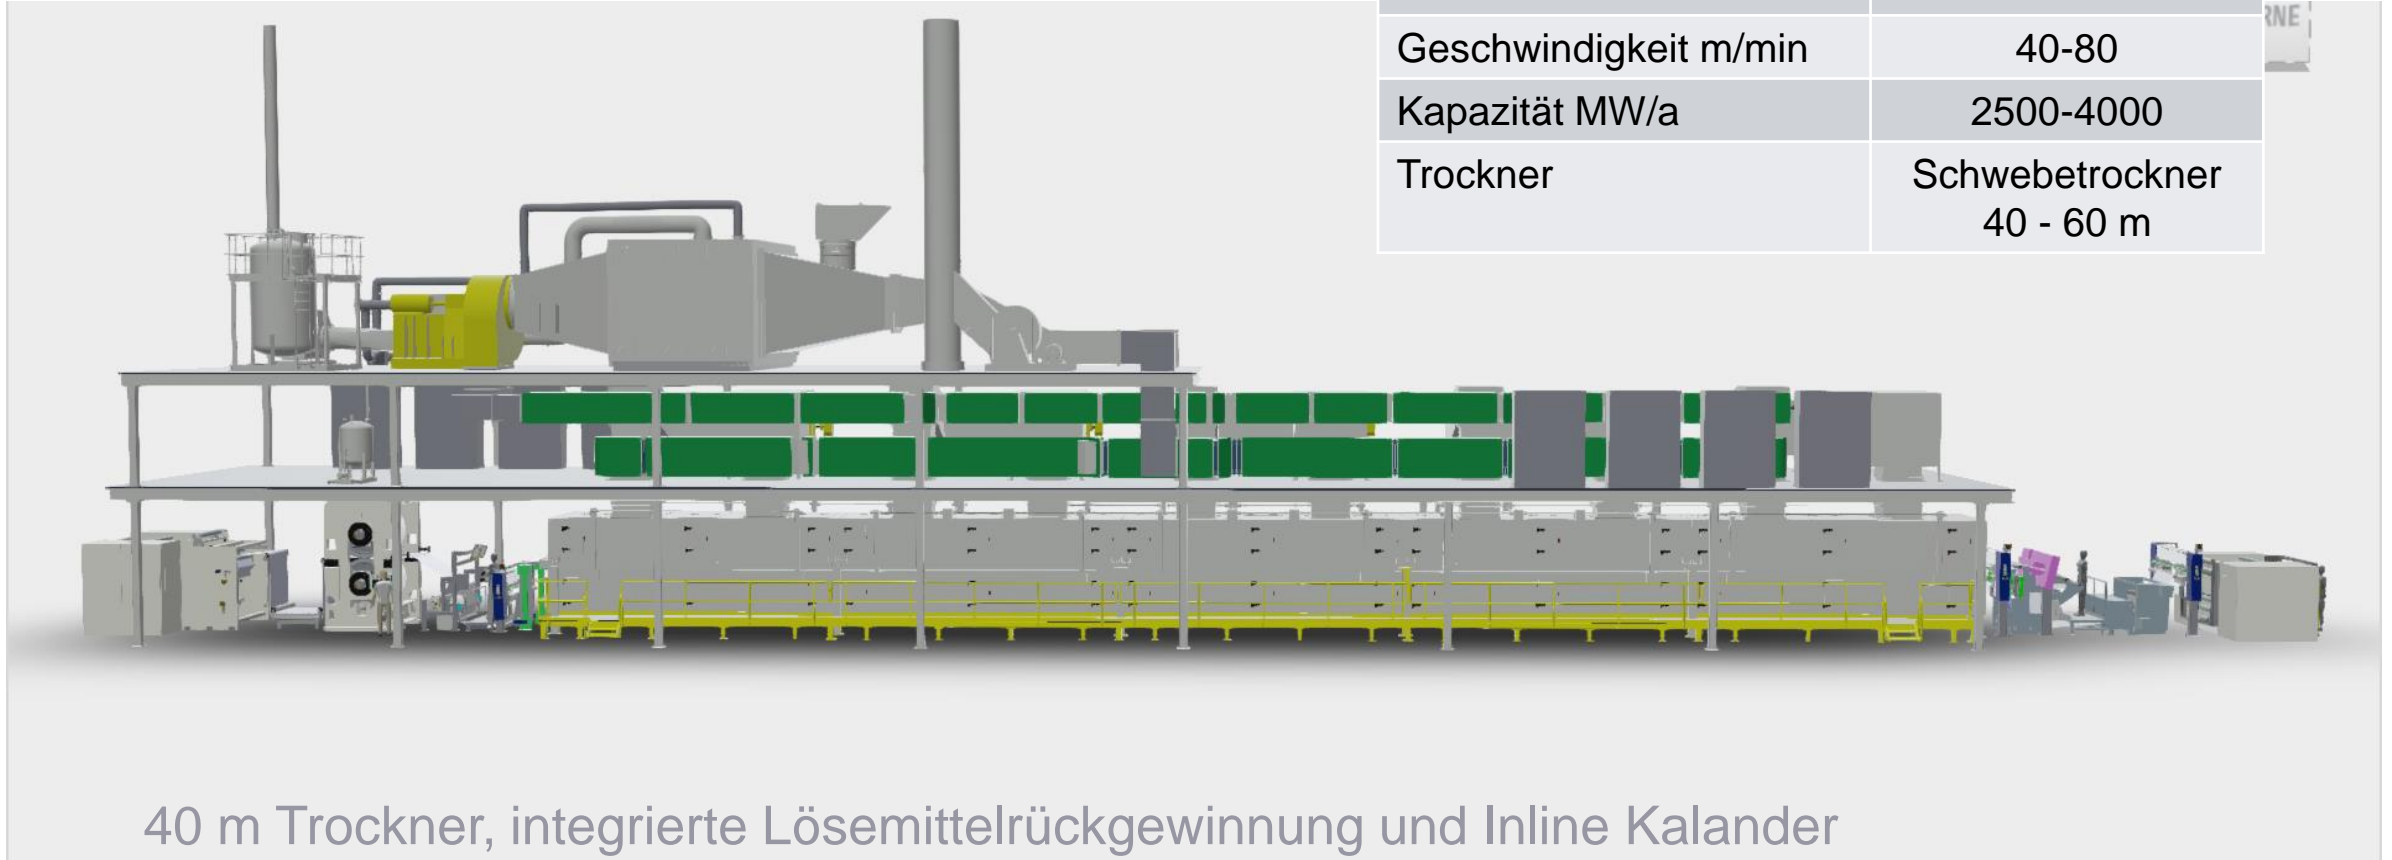 Geschwindigkeit m/min 40-80
Kapazität MW/a 2500-4000
Trockner Schwebetrockner
40 - 60 m
40 m Trockner, integrierte Lösemittelrückgewinnung und Inline Kalander